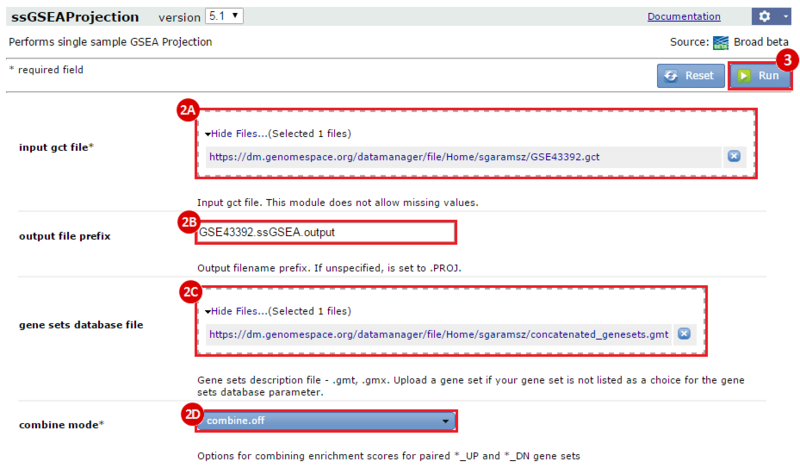 ssGSEAProjection version 5.1 Documentation
Performs single sample GSEA Projection Source: BETA Broad beta
* required field Reset Run 3
2A
input gct file*
Hide Files...(Selected 1 files)
https://dm.genomespace.org/datamanager/file/Home/sgaramsz/GSE43392.gct
Input gct file. This module does not allow missing values.
2B
output file prefix GSE43392.ssGSEA.output
Output filename prefix. If unspecified, is set to .PROJ.
2C
Hide Files...(Selected 1 files)
gene sets database file
https://dm.genomespace.org/datamanager/file/Home/sgaramsz/concatenated_genesets.gmt
Gene sets description file - .gmt, .gmx. Upload a gene set if your gene set is not listed as a choice for the gene
sets database parameter.
2D
combine mode* combine.off
Options for combining enrichment scores for paired *_UP and *_DN gene sets